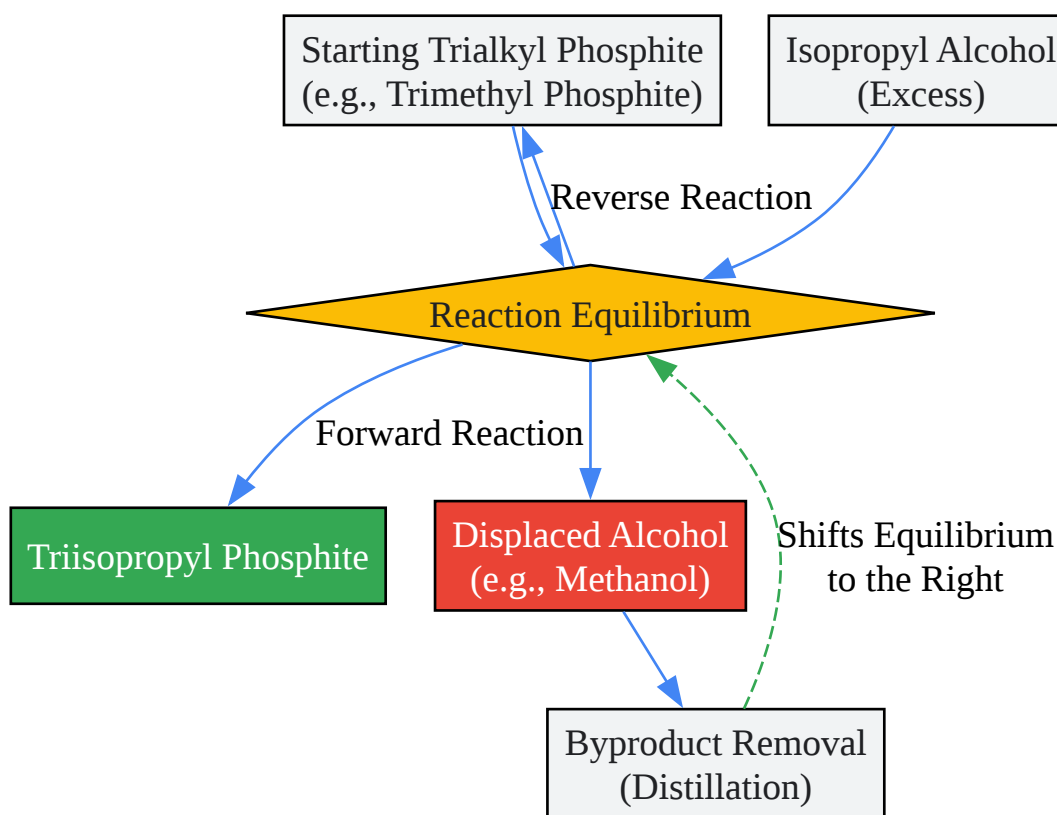 Starting Trialkyl Phosphite
(e.g., Trimethyl Phosphite)
Isopropyl Alcohol
(Excess)
Reverse Reaction
Reaction Equilibrium
Forward Reaction
Triisopropyl Phosphite
Displaced Alcohol
(e.g., Methanol)
Shifts Equilibrium
to the Right
Byproduct Removal
(Distillation)